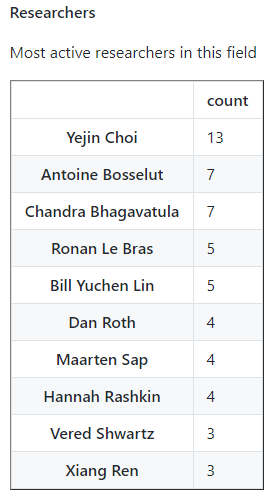 Researchers
Most active researchers in this field
count
Yejin Choi 13
Antoine Bosselut 7
Chandra Bhagavatula 7
Ronan Le Bras 5
Bill Yuchen Lin 5
Dan Roth 4
Maarten Sap 4
Hannah Rashkin 4
Vered Shwartz 3
Xiang Ren 3